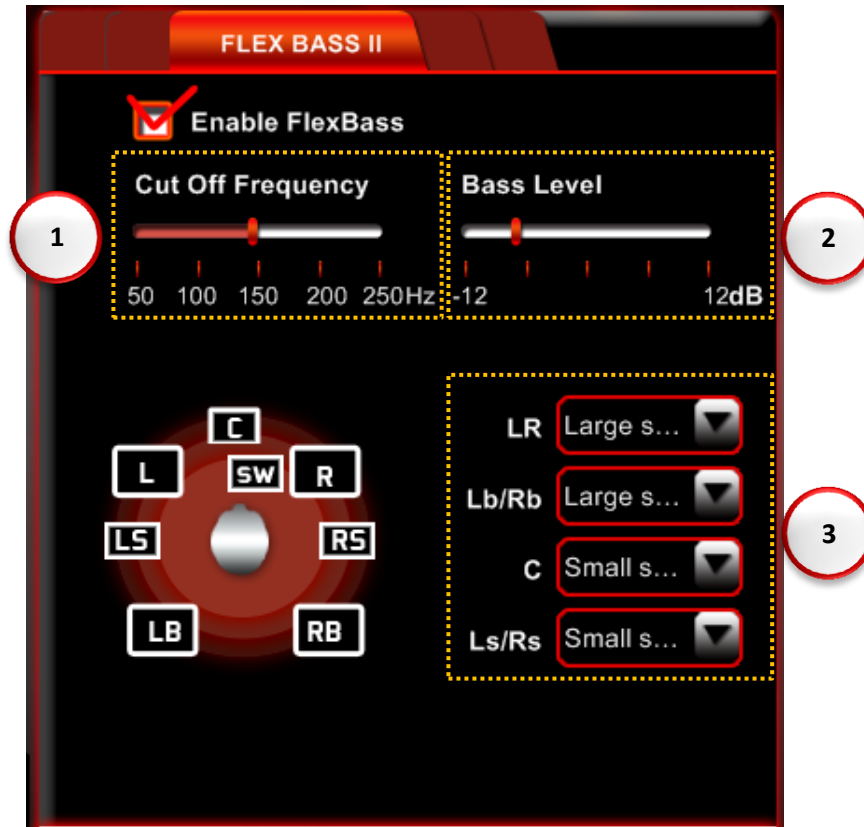 FLEX BASS II
Enable FlexBass
Cut Off Frequency
Bass Level
1
2
50 100 150 200 250Hz
-12 12dB
C
L SW R
LS RS
LB RB
LR Large s...
Lb/Rb Large s...
C Small s...
Ls/Rs Small s...
3